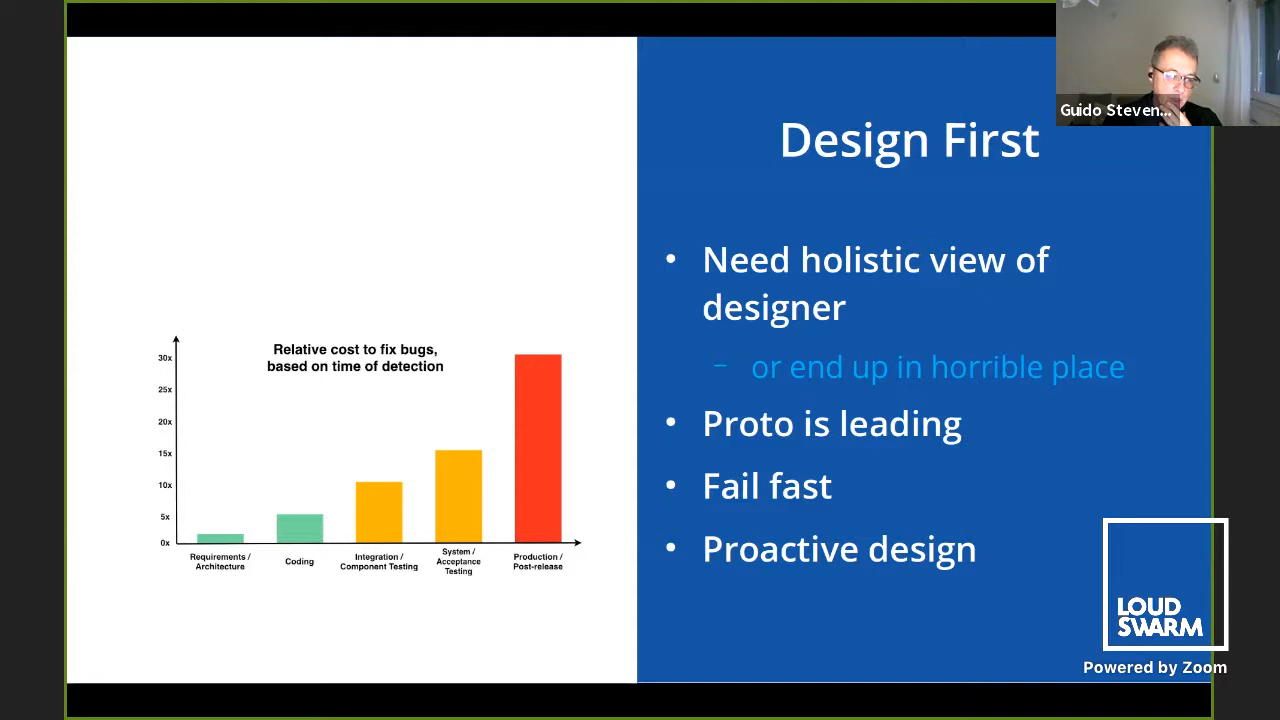 Guido Steven...
Design First
• Need holistic view of
designer
– or end up in horrible place
• Proto is leading
• Fail fast
• Proactive design
Relative cost to fix bugs,
based on time of detection
30x
25x
20x
15x
10x
5x
0x
Requirements /
Architecture
Coding
Integration /
Component Testing
System /
Acceptance
Testing
Production /
Post-release
LOUD
SWARM
Powered by Zoom